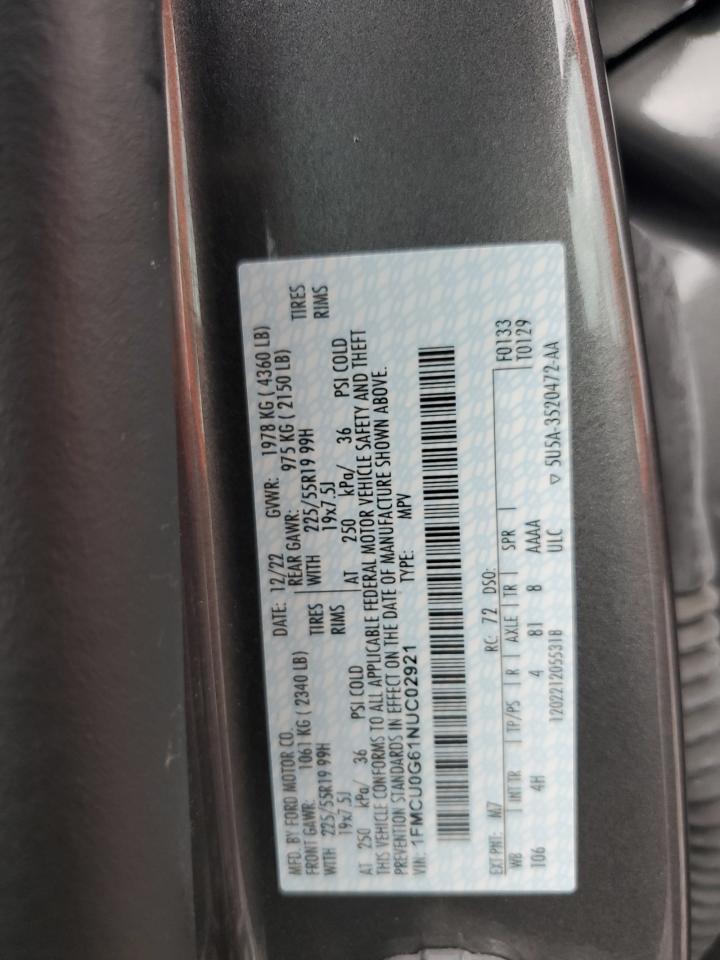 MFD. BY FORD MOTOR CO.
DATE: 12/22 GVWR: 1978 KG ( 4360 LB)
FRONT GAWR: 1061 KG ( 2340 LB)
REAR GAWR: 975 KG ( 2150 LB)
WITH 225/55R19 99H TIRES
WITH 225/55R19 99H TIRES
19x7.5J RIMS
19x7.5J RIMS
AT 250 kPa/ 36 PSI COLD
AT 250 kPa/ 36 PSI COLD
THIS VEHICLE CONFORMS TO ALL APPLICABLE FEDERAL MOTOR VEHICLE SAFETY AND THEFT
PREVENTION STANDARDS IN EFFECT ON THE DATE OF MANUFACTURE SHOWN ABOVE.
VIN: 1FMCU0G61NUC02921 TYPE: MPV
EXT PNT: M7 RC: 72 DSO: F0133
WB INT TR TP/PS R AXLE TR SPR T0129
106 4H 4 81 8 AAAA
120221205531B ULC ▽ 5U5A-3520472-AA